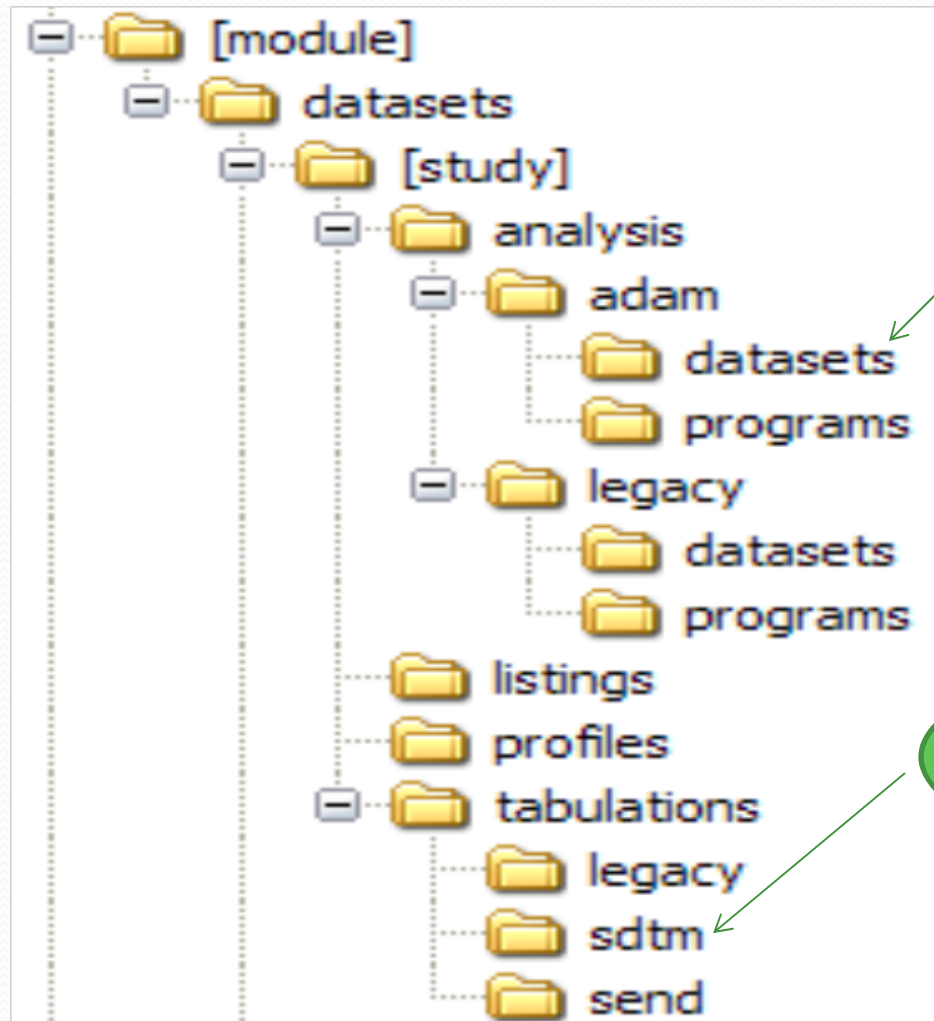 [module]
datasets
[study]
analysis
adam
datasets
programs
legacy
datasets
programs
listings
profiles
tabulations
legacy
sdtm
send